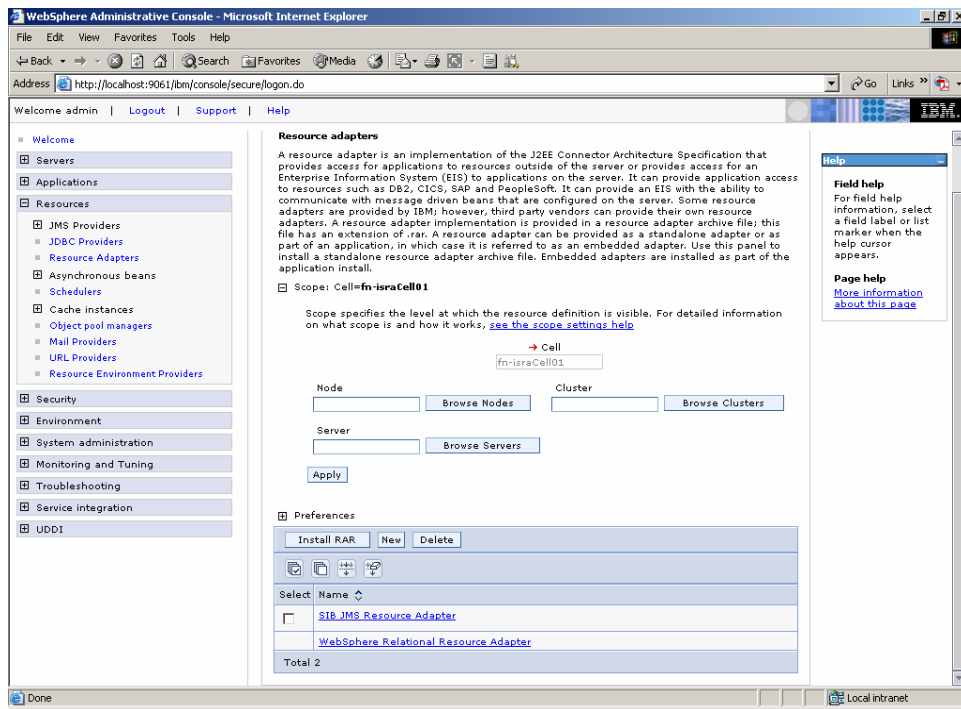 WebSphere Administrative Console - Microsoft Internet Explorer
File Edit View Favorites Tools Help
Back Search Favorites Media
Address http://localhost:9061/ibm/console/secure/logon.do Go Links »
Welcome admin | Logout | Support | Help IBM.
Welcome
Servers
Applications
Resources
JMS Providers
JDBC Providers
Resource Adapters
Asynchronous beans
Schedulers
Cache instances
Object pool managers
Mail Providers
URL Providers
Resource Environment Providers
Security
Environment
System administration
Monitoring and Tuning
Troubleshooting
Service integration
UDDI
Resource adapters
A resource adapter is an implementation of the J2EE Connector Architecture Specification that
provides access for applications to resources outside of the server or provides access for an
Enterprise Information System (EIS) to applications on the server. It can provide application access
to resources such as DB2, CICS, SAP and PeopleSoft. It can provide an EIS with the ability to
communicate with message driven beans that are configured on the server. Some resource
adapters are provided by IBM; however, third party vendors can provide their own resource
adapters. A resource adapter implementation is provided in a resource adapter archive file; this
file has an extension of .rar. A resource adapter can be provided as a standalone adapter or as
part of an application, in which case it is referred to as an embedded adapter. Use this panel to
install a standalone resource adapter archive file. Embedded adapters are installed as part of the
application install.
Scope: Cell=fn-israCell01
Scope specifies the level at which the resource definition is visible. For detailed information
on what scope is and how it works, see the scope settings help
Cell
fn-israCell01
Node Cluster
Browse Nodes Browse Clusters
Server
Browse Servers
Apply
Preferences
Install RAR New Delete
Select Name
SIB JMS Resource Adapter
WebSphere Relational Resource Adapter
Total 2
Help
Field help
For field help
information, select
a field label or list
marker when the
help cursor
appears.
Page help
More information
about this page
Done Local intranet